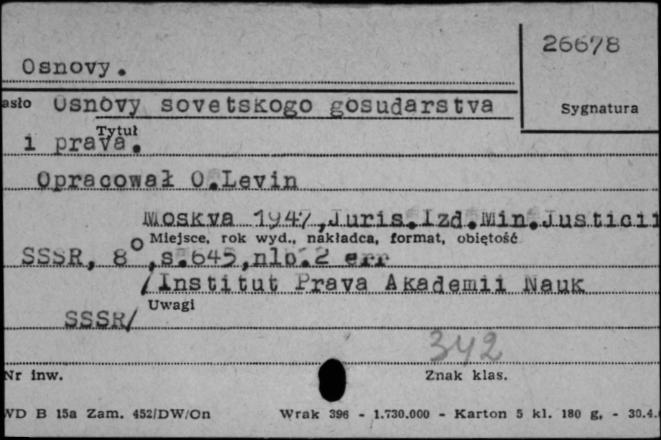 26678
Osnovy.
asło Osnovy sovetskogo gosudarstva
Sygnatura
Tytuł
i prava.
Opracował O.Levin
Moskva 1947,Juris.Izd.Min.Justicii
Miejsce, rok wyd., nakładca, format, objętość
SSSR, 8o,s.645,nlb.2 err
/Institut Prava Akademii Nauk
Uwagi
SSSR/
342
Nr inw.
Znak klas.
WD B 15a Zam. 452/DW/On Wrak 396 - 1.730.000 - Karton 5 kl. 180 g, - 30.4.